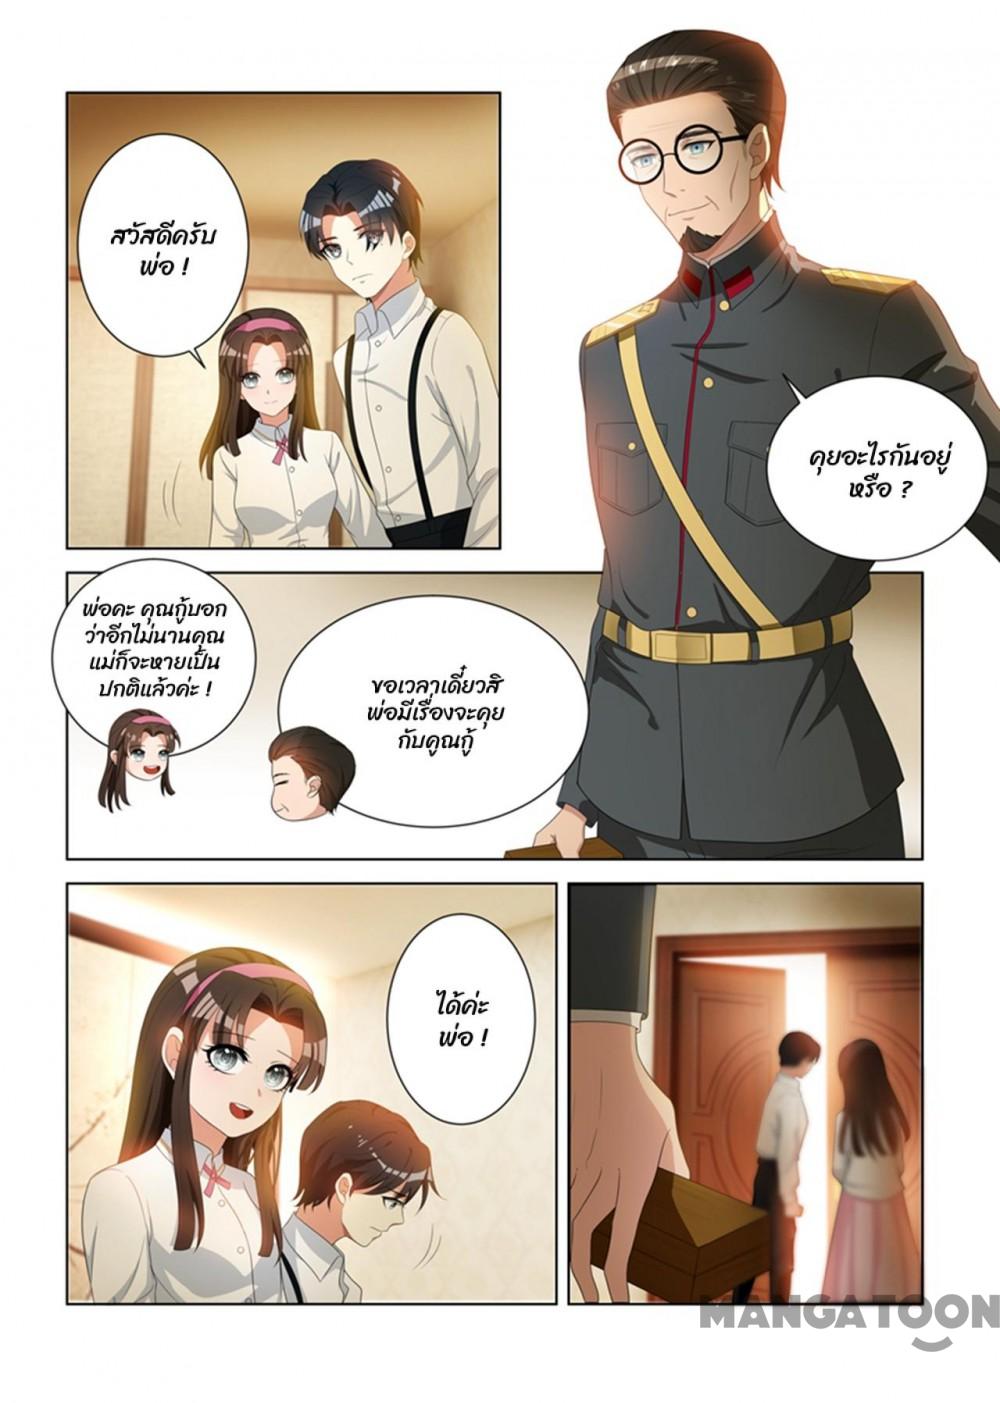 สวัสดีครับ
พ่อ !
คุยอะไรกันอยู่
หรือ ?
พ่อคะ คุณกู้บอก
ว่าอีกไม่นานคุณ
แม่ก็จะหายเป็น
ปกติแล้วค่ะ !
ขอเวลาเดี๋ยวสิ
พ่อมีเรื่องจะคุย
กับคูณกู้
ได้ค่ะ
พ่อ !
MANGATOON